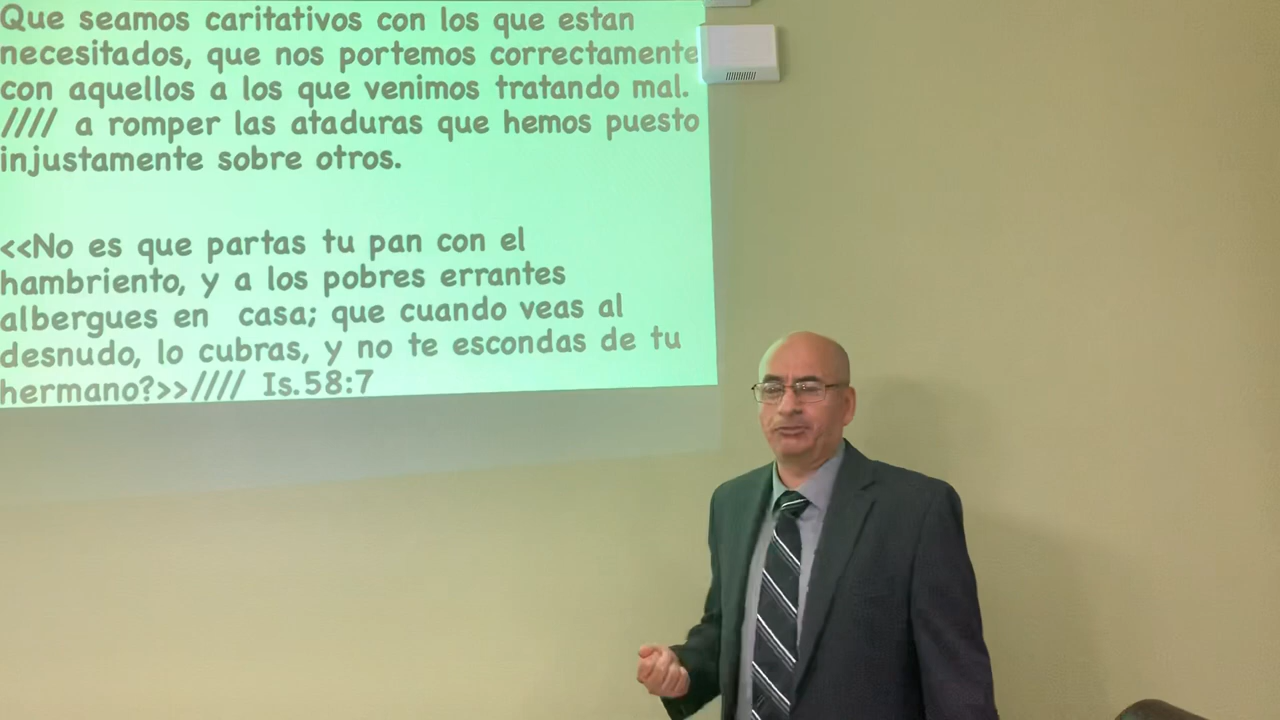 Que seamos caritativos con los que estan
necesitados, que nos portemos correctamente
con aquellos a los que venimos tratando mal.
//// a romper las ataduras que hemos puesto
injustamente sobre otros.
<<No es que partas tu pan con el
hambriento, y a los pobres errantes
albergues en casa; que cuando veas al
desnudo, lo cubras, y no te escondas de tu
hermano?>>//// Is.58:7